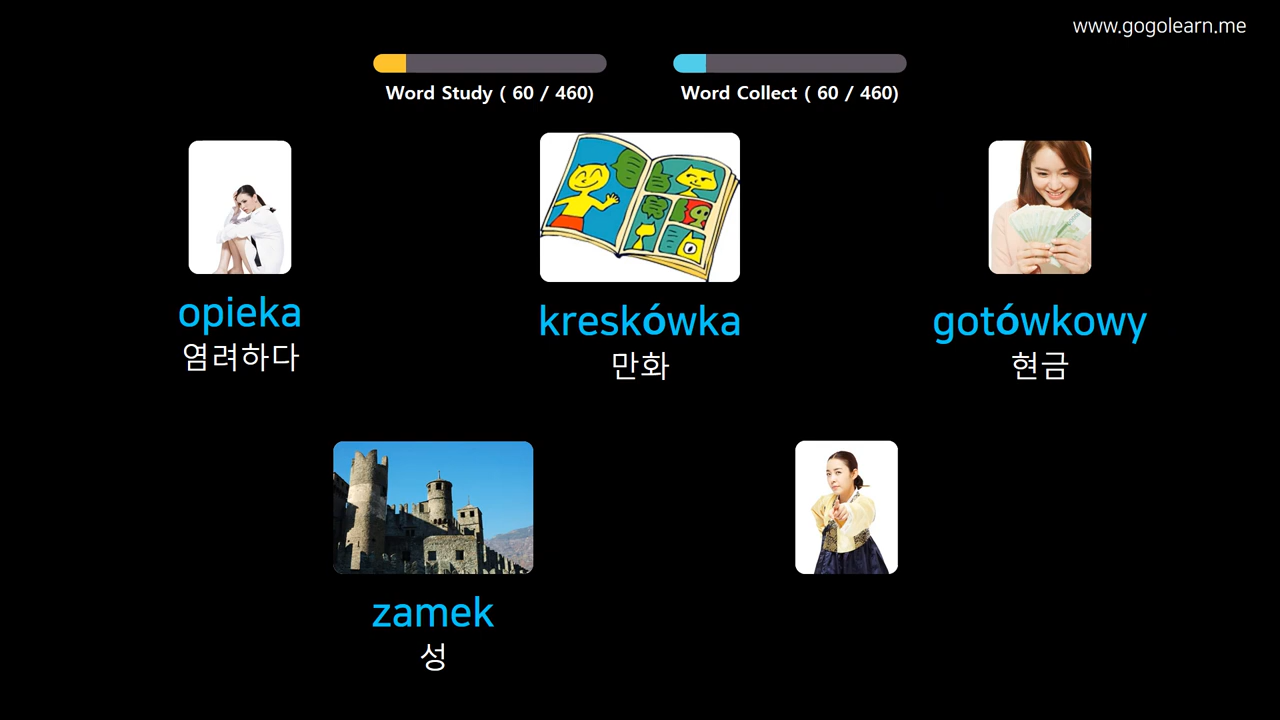 www.gogolearn.me
Word Study ( 60 / 460)
Word Collect ( 60 / 460)
opieka
염려하다
kreskówka
만화
gotówkowy
현금
zamek
성